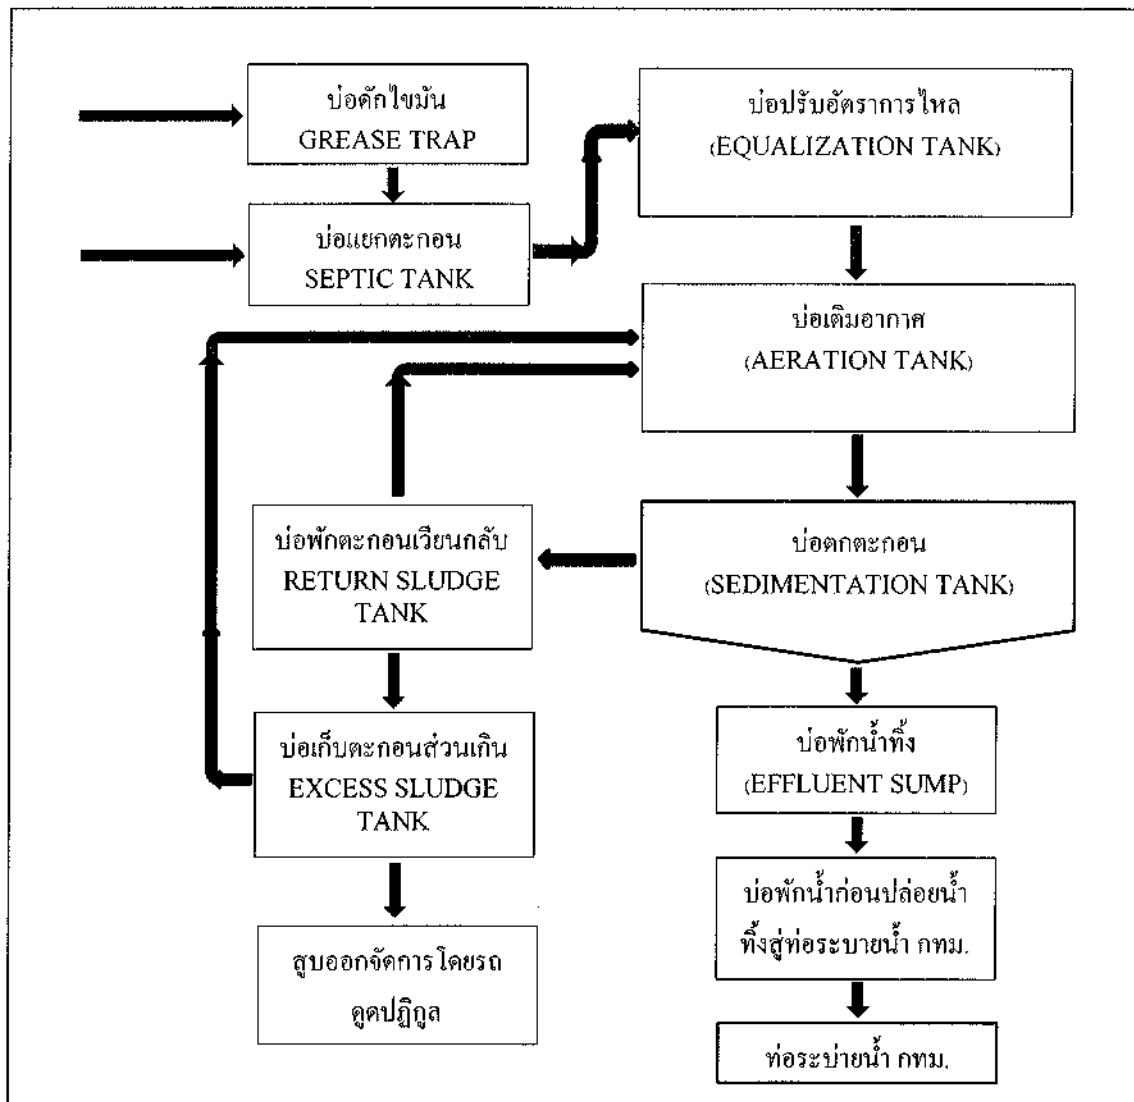 บ่อดักไขมัน
GREASE TRAP
บ่อปรับอัตราการไหล
(EQUALIZATION TANK)
บ่อแยกตะกอน
SEPTIC TANK
บ่อเติมอากาศ
(AERATION TANK)
บ่อพักตะกอนเวียนกลับ
RETURN SLUDGE
TANK
บ่อตกตะกอน
(SEDIMENTATION TANK)
บ่อเก็บตะกอนส่วนเกิน
EXCESS SLUDGE
TANK
บ่อพักน้ำทิ้ง
(EFFLUENT SUMP)
บ่อพักน้ำก่อนปล่อยน้ำ
ทิ้งสู่ท่อระบายน้ำ กทม.
สูบออกจัดการโดยรถ
ดูดปฏิกูล
ท่อระบ่ายน้ำ กทม.